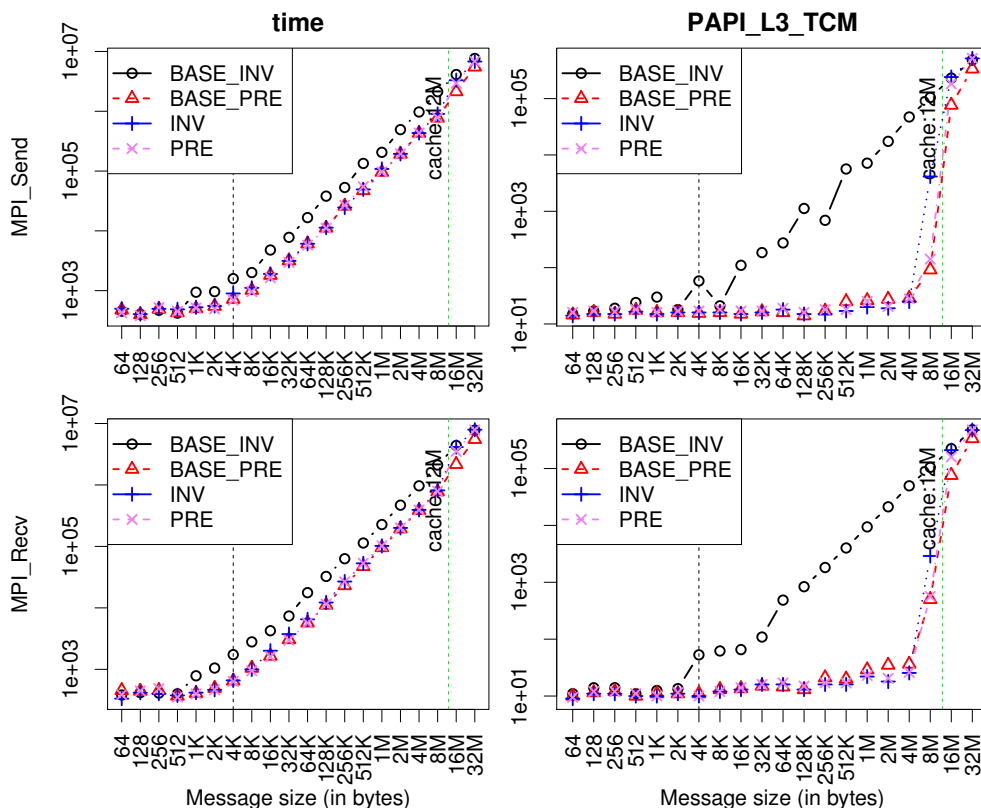 time
PAPI_L3_TCM
MPI_Send
1e+03 1e+05 1e+07
BASE_INV
BASE_PRE
INV
PRE
cache:12M
64 128 256 512 1K 2K 4K 8K 16K 32K 64K 128K 256K 512K 1M 2M 4M 8M 16M 32M
1e+01 1e+03 1e+05
BASE_INV
BASE_PRE
INV
PRE
cache:12M
64 128 256 512 1K 2K 4K 8K 16K 32K 64K 128K 256K 512K 1M 2M 4M 8M 16M 32M
MPI_Recv
1e+03 1e+05 1e+07
BASE_INV
BASE_PRE
INV
PRE
cache:12M
64 128 256 512 1K 2K 4K 8K 16K 32K 64K 128K 256K 512K 1M 2M 4M 8M 16M 32M
Message size (in bytes)
1e+01 1e+03 1e+05
BASE_INV
BASE_PRE
INV
PRE
cache:12M
64 128 256 512 1K 2K 4K 8K 16K 32K 64K 128K 256K 512K 1M 2M 4M 8M 16M 32M
Message size (in bytes)